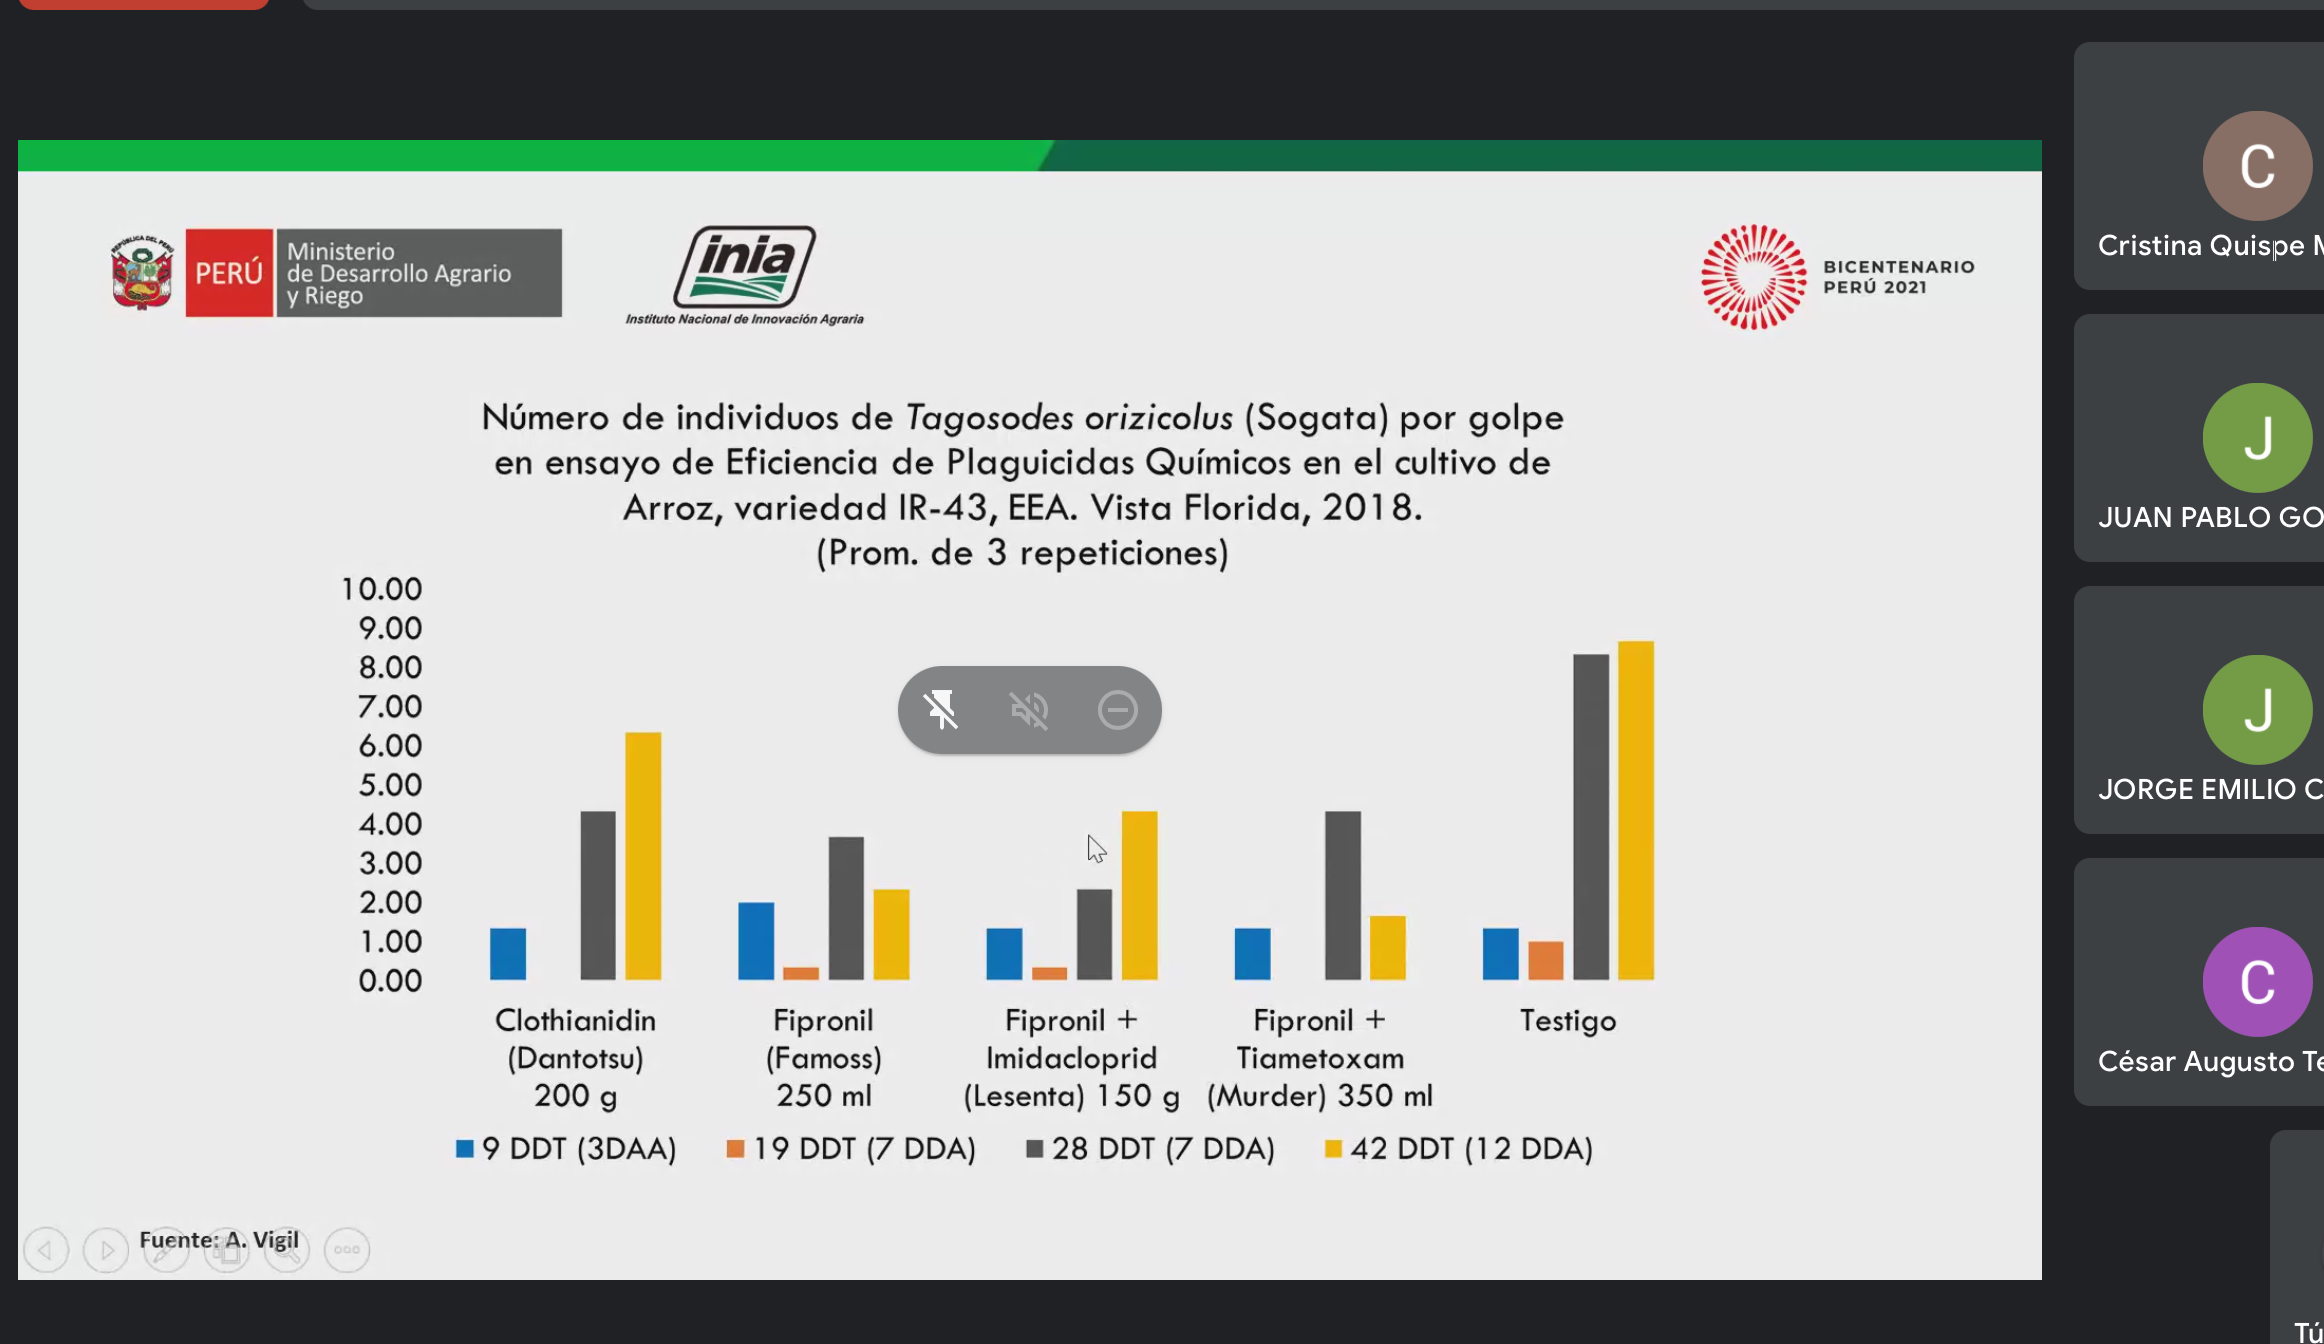 REPÚBLICA DEL PERÚ
PERÚ
Ministerio
de Desarrollo Agrario
y Riego
inia
Instituto Nacional de Innovación Agraria
BICENTENARIO
PERÚ 2021
Número de individuos de Tagosodes orizicolus (Sogata) por golpe
en ensayo de Eficiencia de Plaguicidas Químicos en el cultivo de
Arroz, variedad IR-43, EEA. Vista Florida, 2018.
(Prom. de 3 repeticiones)
10.00
9.00
8.00
7.00
6.00
5.00
4.00
3.00
2.00
1.00
0.00
Clothianidin
(Dantotsu)
200 g
Fipronil
(Famoss)
250 ml
Fipronil +
Imidacloprid
(Lesenta) 150 g
Fipronil +
Tiametoxam
(Murder) 350 ml
Testigo
9 DDT (3DAA)
19 DDT (7 DDA)
28 DDT (7 DDA)
42 DDT (12 DDA)
Fuente: A. Vigil
C
Cristina Quispe M
J
JUAN PABLO GO
J
JORGE EMILIO C
C
César Augusto Te
Tú